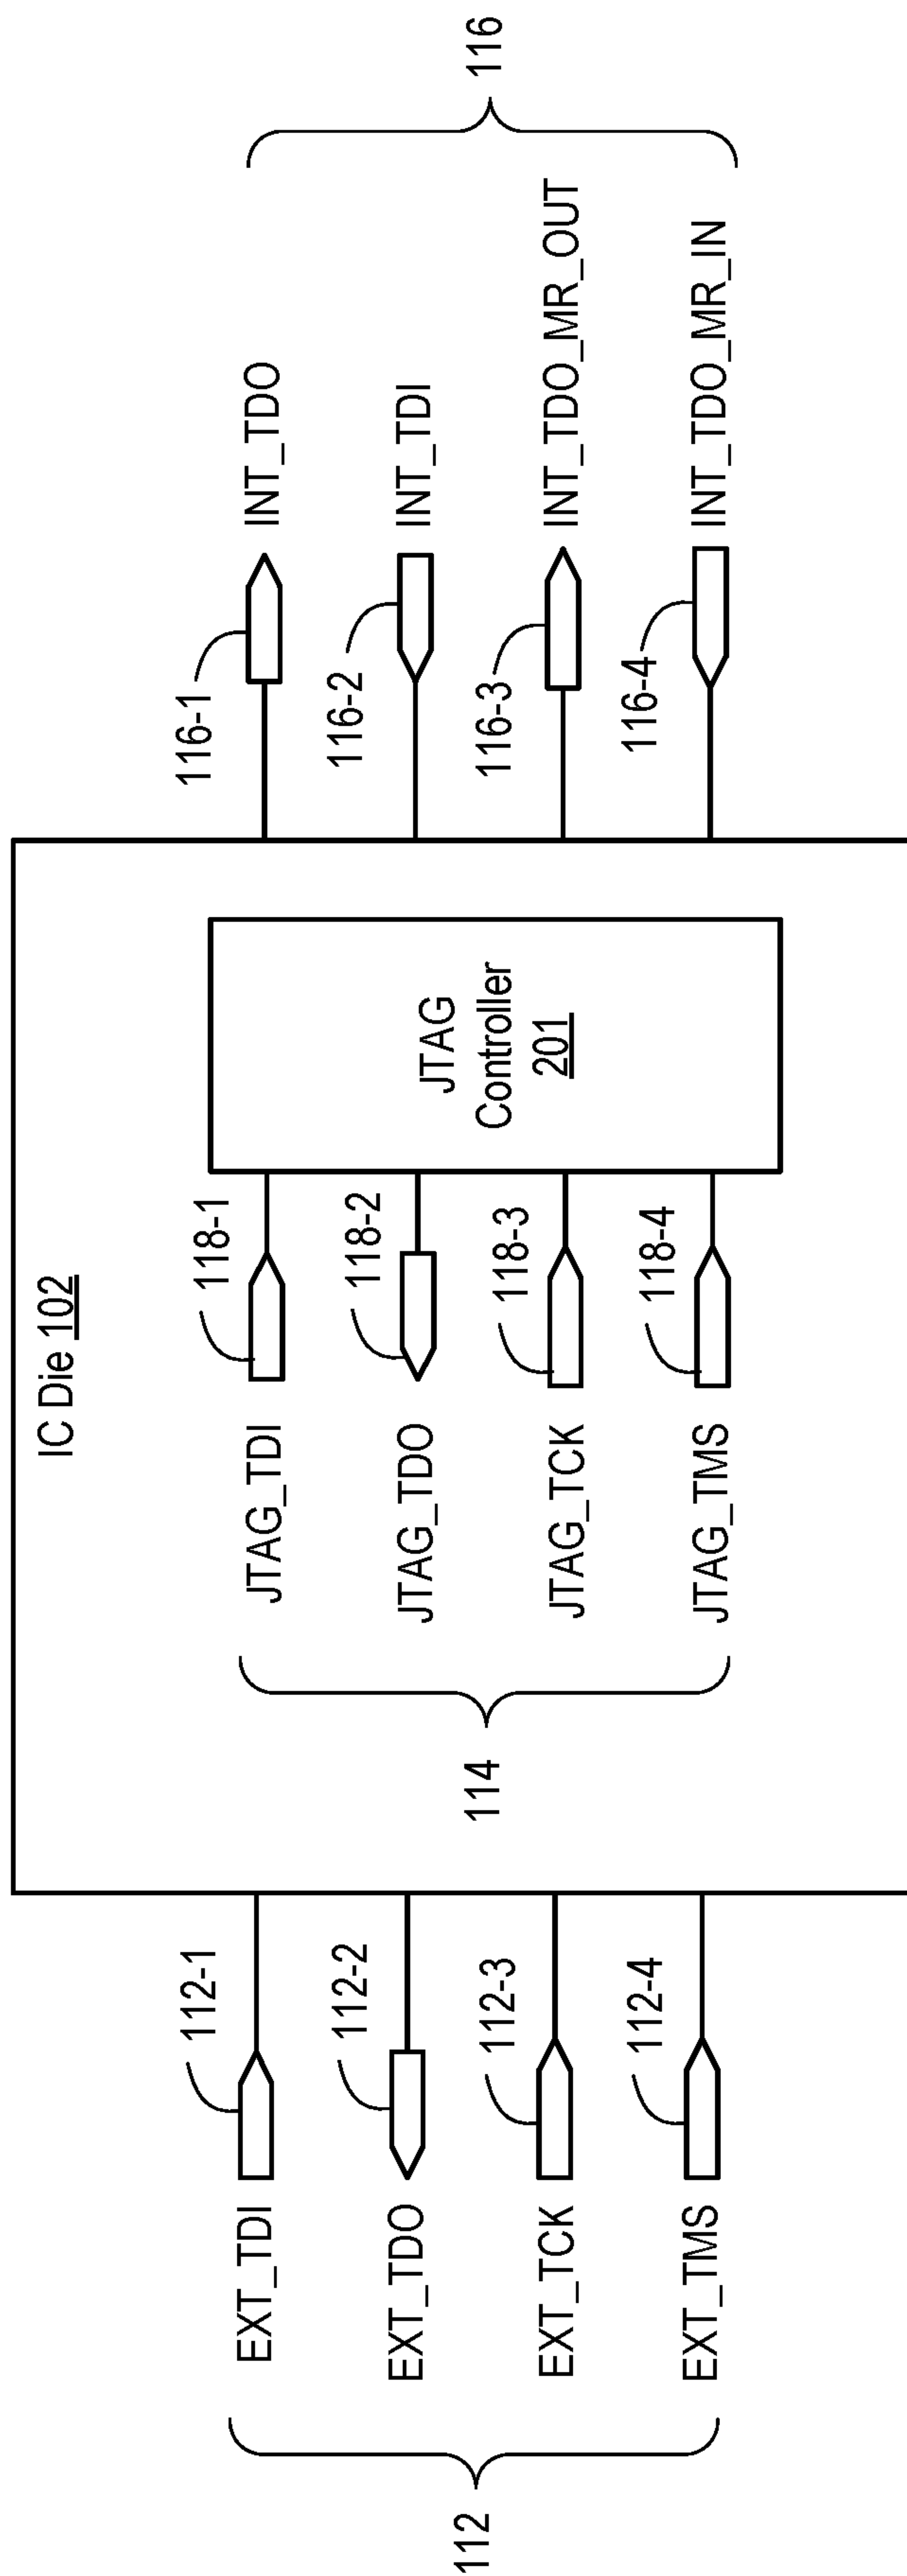 IC Die 102
112
EXT_TDI
112-1
EXT_TDO
112-2
EXT_TCK
112-3
EXT_TMS
112-4
114
JTAG_TDI
118-1
JTAG_TDO
118-2
JTAG_TCK
118-3
JTAG_TMS
118-4
JTAG
Controller
201
116-1
INT_TDO
116-2
INT_TDI
116-3
INT_TDO_MR_OUT
116-4
INT_TDO_MR_IN
116